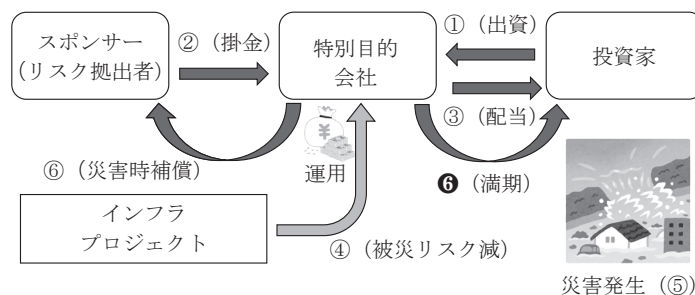 スポンサー
(リスク拠出者)
②（掛金）
特別目的
会社
①（出資）
③（配当）
投資家
¥
運用
⑥（災害時補償）
❻（満期）
インフラ
プロジェクト
④（被災リスク減）
災害発生（⑤）